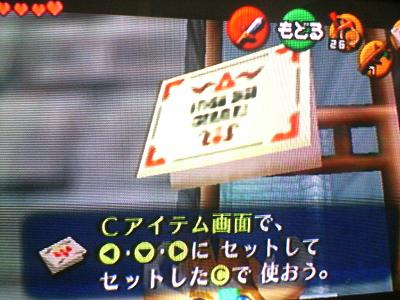 もどる
26
Cアイテム画面で、
◀・▼・▶に セットして
セットしたCで 使おう。